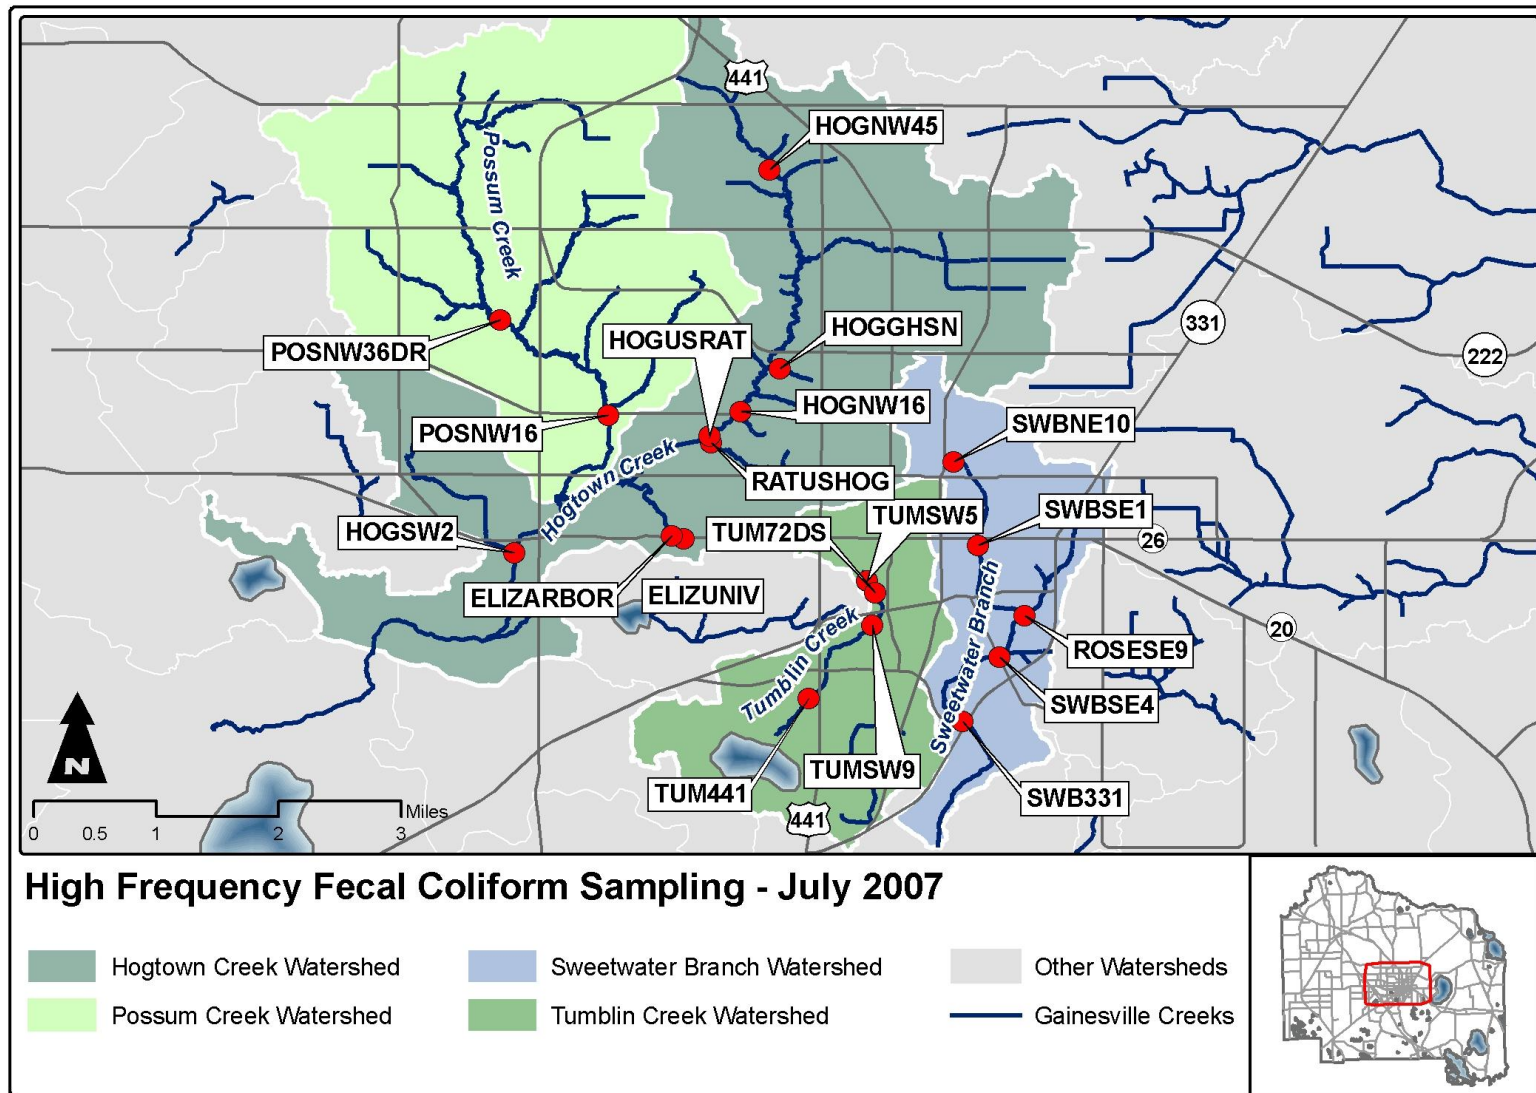 441
HOGNW45
Possum Creek
331
HOGGHSN
HOGUSRAT
222
POSNW36DR
HOGNW16
POSNW16
SWBNE10
Hogtown Creek
RATUSHOG
TUMSW5
SWBSE1
HOGSW2
TUM72DS
26
ELIZARBOR
ELIZUNIV
Sweetwater Branch
20
Tumblin Creek
ROSESE9
SWBSE4
N
TUMSW9
TUM441
SWB331
441
Miles
0 0.5 1 2 3
High Frequency Fecal Coliform Sampling - July 2007
Hogtown Creek Watershed
Sweetwater Branch Watershed
Other Watersheds
Possum Creek Watershed
Tumblin Creek Watershed
Gainesville Creeks